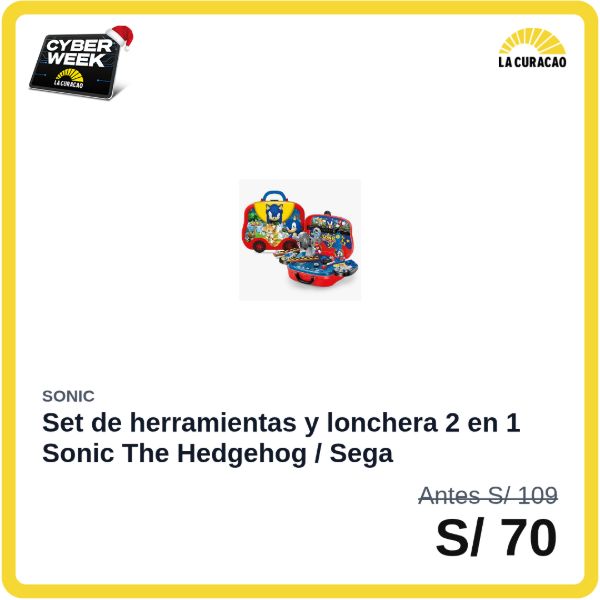 CYBER
WEEK
LA CURACAO
LA CURACAO
SONIC
Set de herramientas y lonchera 2 en 1
Sonic The Hedgehog / Sega
Antes S/ 109
S/ 70